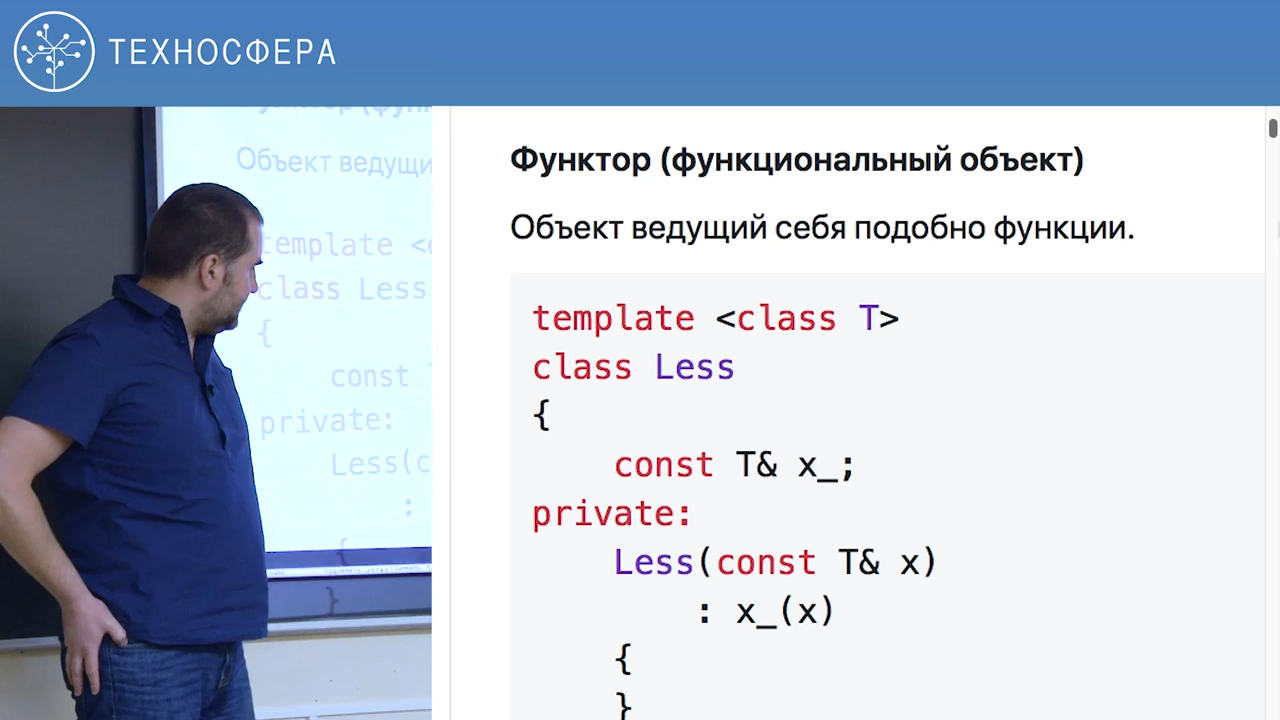 ТЕХНОСФЕРА
Объект ведущи
template <
class Less
{
const
private:
Less(c
:
{
}
Функтор (функциональный объект)
Объект ведущий себя подобно функции.
template <class T>
class Less
{
const T& x_;
private:
Less(const T& x)
: x_(x)
{
}